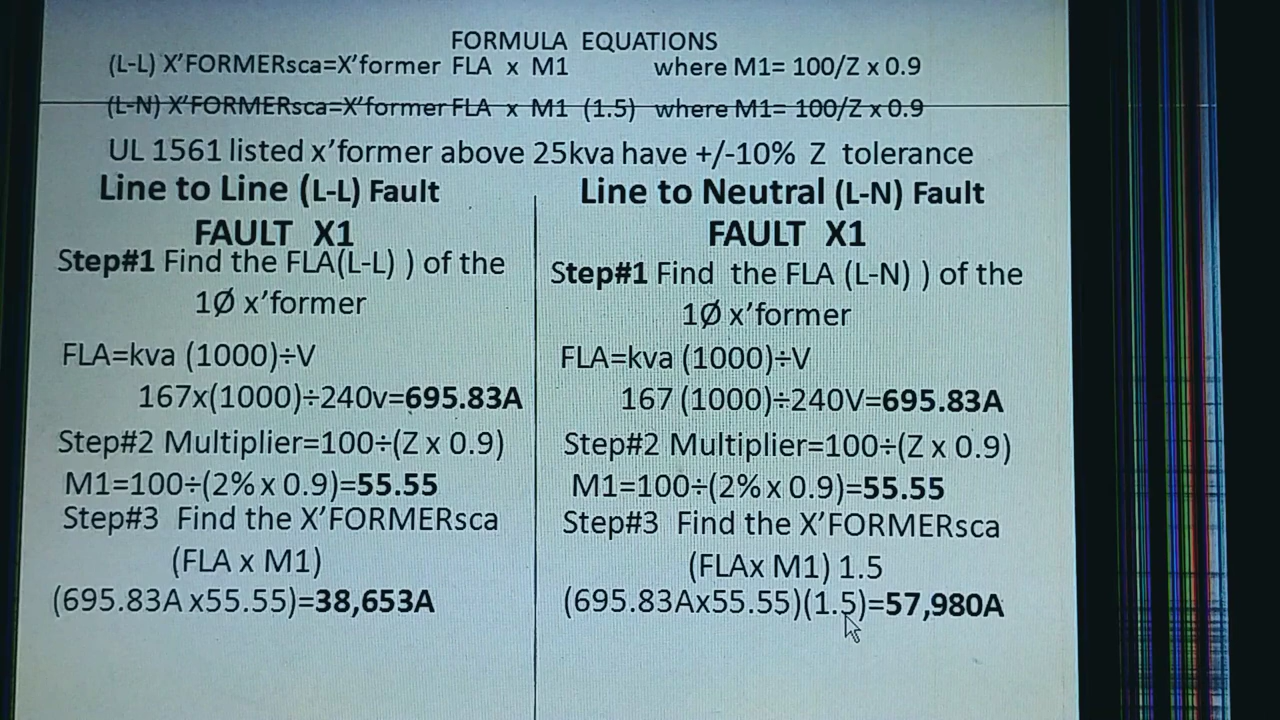 FORMULA EQUATIONS
(L-L) X'FORMERsca=X'former FLA x M1 where M1= 100/Z x 0.9
(L-N) X'FORMERsca=X'former FLA x M1 (1.5) where M1= 100/Z x 0.9
UL 1561 listed x'former above 25kva have +/-10% Z tolerance
Line to Line (L-L) Fault
FAULT X1
Step#1 Find the FLA(L-L) ) of the
1Ø x'former
FLA=kva (1000)÷V
167x(1000)÷240v=695.83A
Step#2 Multiplier=100÷(Z x 0.9)
M1=100÷(2% x 0.9)=55.55
Step#3 Find the X'FORMERsca
(FLA x M1)
(695.83A x55.55)=38,653A
Line to Neutral (L-N) Fault
FAULT X1
Step#1 Find the FLA (L-N) ) of the
1Ø x'former
FLA=kva (1000)÷V
167 (1000)÷240V=695.83A
Step#2 Multiplier=100÷(Z x 0.9)
M1=100÷(2% x 0.9)=55.55
Step#3 Find the X'FORMERsca
(FLAx M1) 1.5
(695.83Ax55.55)(1.5)=57,980A